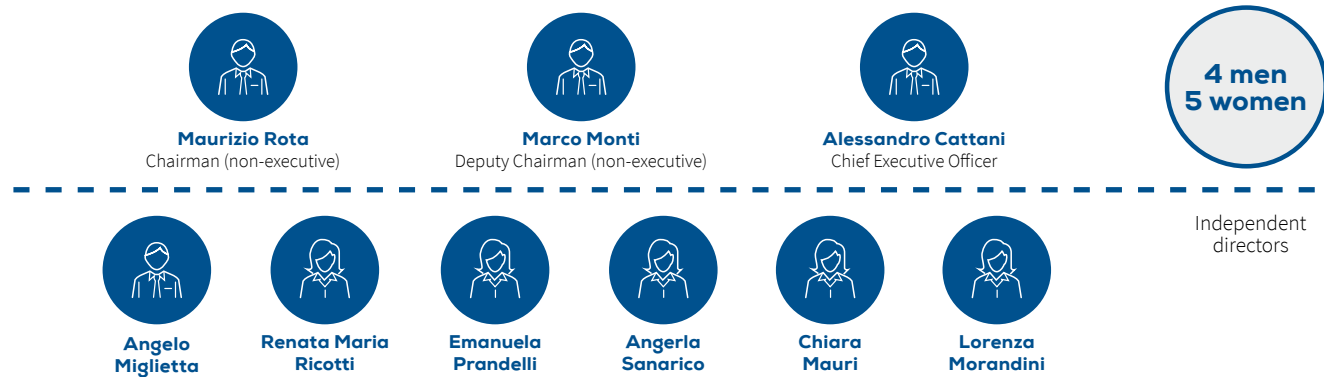 Maurizio Rota
Chairman (non-executive)
Marco Monti
Deputy Chairman (non-executive)
Alessandro Cattani
Chief Executive Officer
4 men
5 women
Independent
directors
Angelo
Miglietta
Renata Maria
Ricotti
Emanuela
Prandelli
Angerla
Sanarico
Chiara
Mauri
Lorenza
Morandini